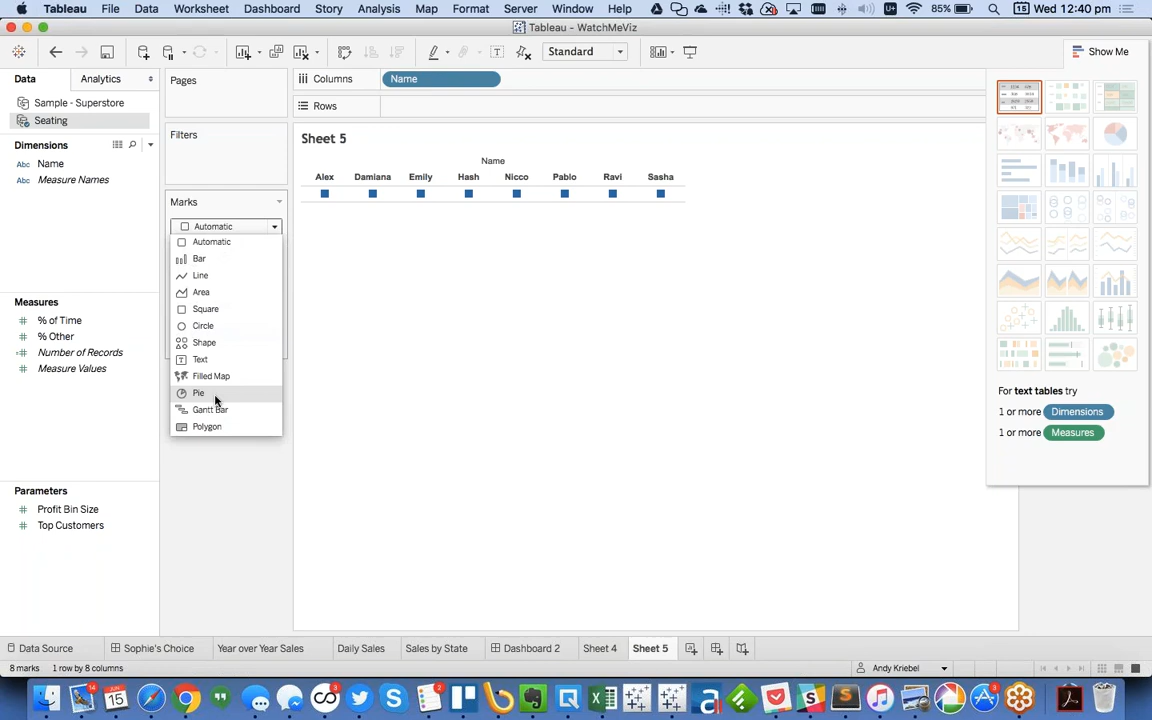 Tableau File Data Worksheet Dashboard Story Analysis Map Format Server Window Help 85% Wed 12:40 pm
Tableau - WatchMeViz
Standard
Show Me
Data Analytics
Pages
Columns Name
Rows
Sample - Superstore
Seating
Dimensions
Abc Name
Abc Measure Names
Filters
Sheet 5
Name
Alex Damiana Emily Hash Nicco Pablo Ravi Sasha
Marks
Automatic
Automatic
Bar
Line
Area
Square
Circle
Shape
Text
Filled Map
Pie
Gantt Bar
Polygon
Measures
% of Time
% Other
Number of Records
Measure Values
Parameters
Profit Bin Size
Top Customers
For text tables try
1 or more Dimensions
1 or more Measures
Data Source Sophie's Choice Year over Year Sales Daily Sales Sales by State Dashboard 2 Sheet 4 Sheet 5
8 marks 1 row by 8 columns Andy Kriebel